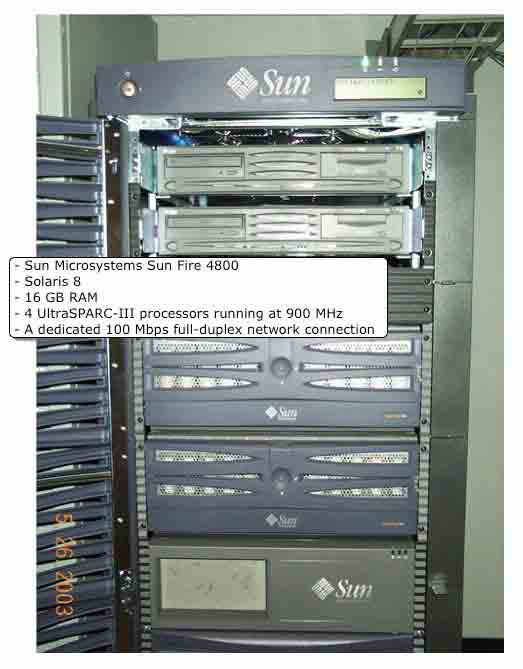 Sun
- Sun Microsystems Sun Fire 4800
- Solaris 8
- 16 GB RAM
- 4 UltraSPARC-III processors running at 900 MHz
- A dedicated 100 Mbps full-duplex network connection
Sun
Sun
Sun
5 26 2003